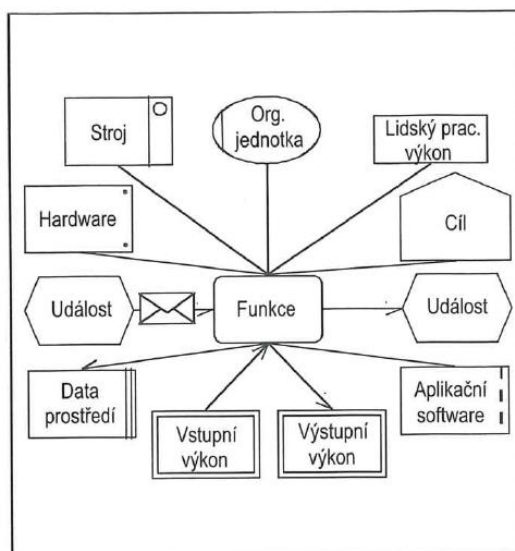 Stroj
Org.
jednotka
Lidský prac.
výkon
Hardware
Cíl
Událost
Funkce
Událost
Data
prostředí
Vstupní
výkon
Výstupní
výkon
Aplikační
software